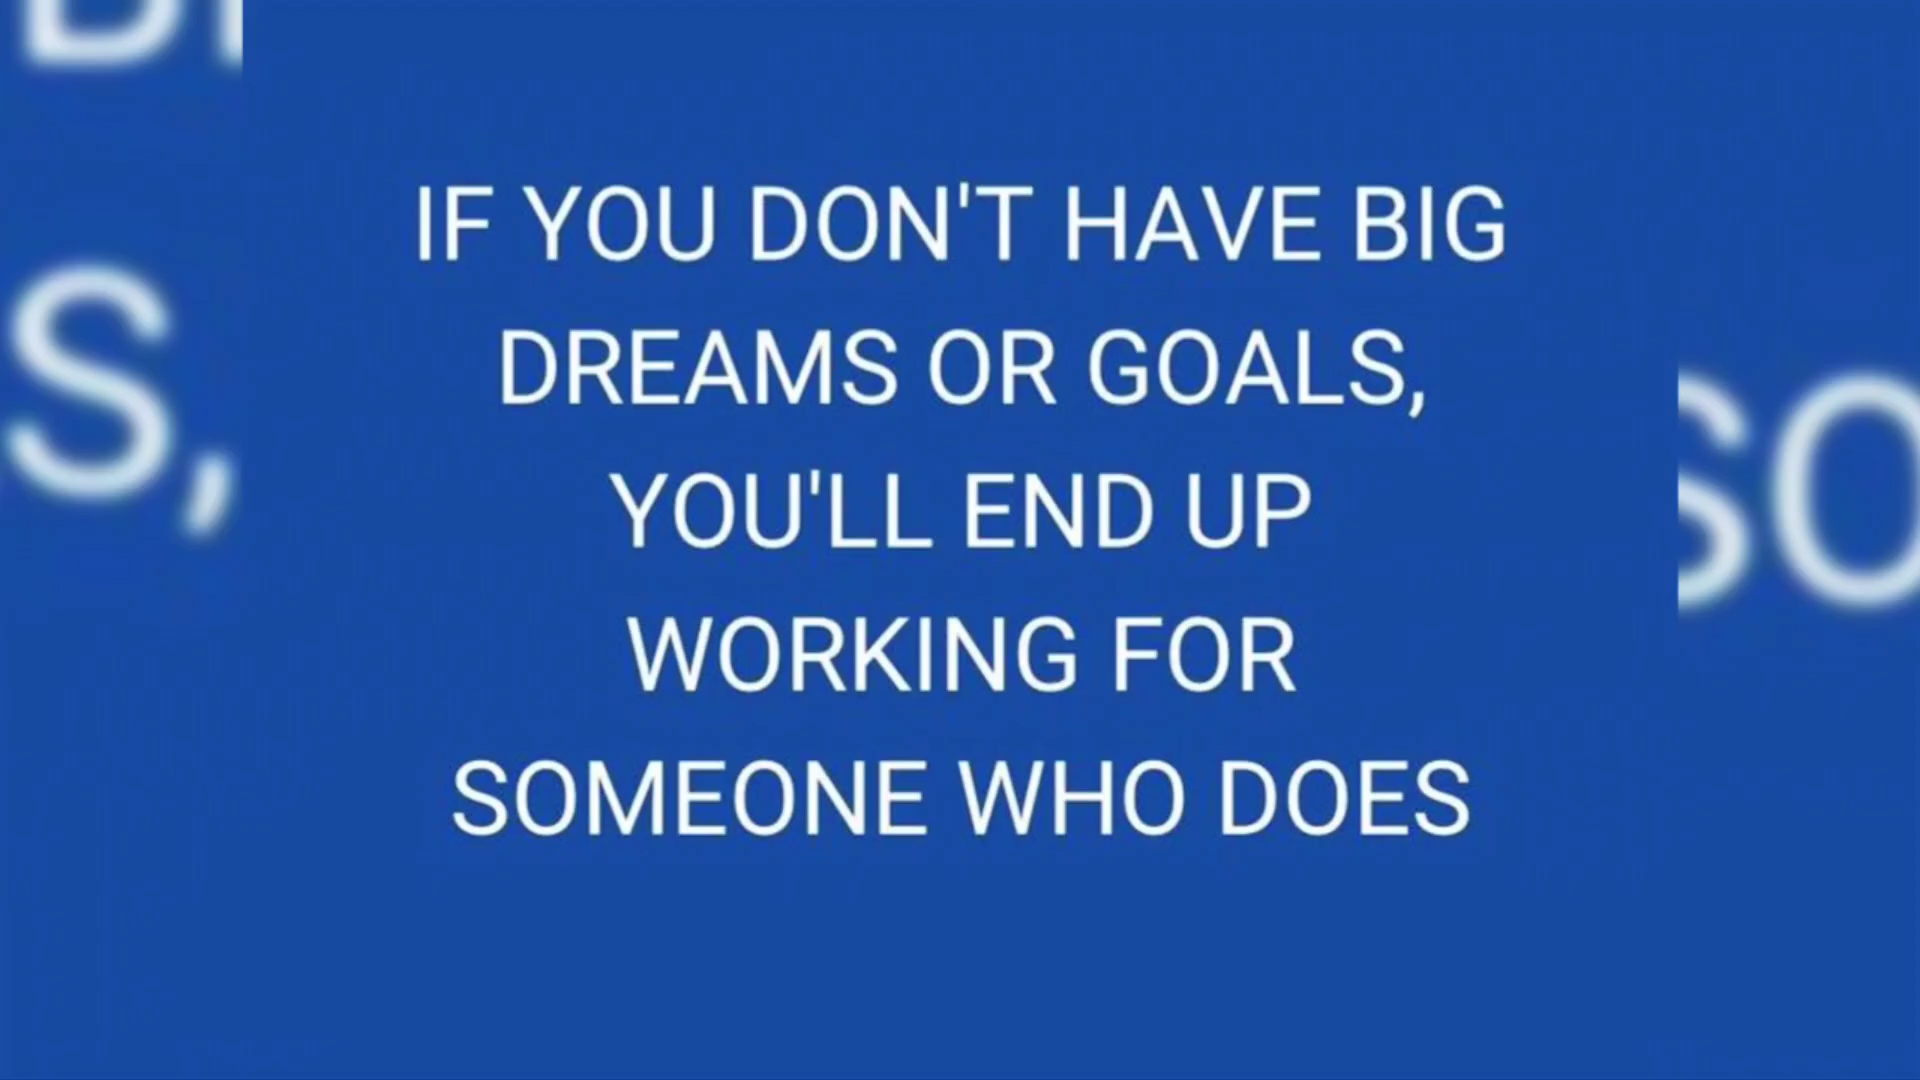 IF YOU DON'T HAVE BIG
DREAMS OR GOALS,
YOU'LL END UP
WORKING FOR
SOMEONE WHO DOES